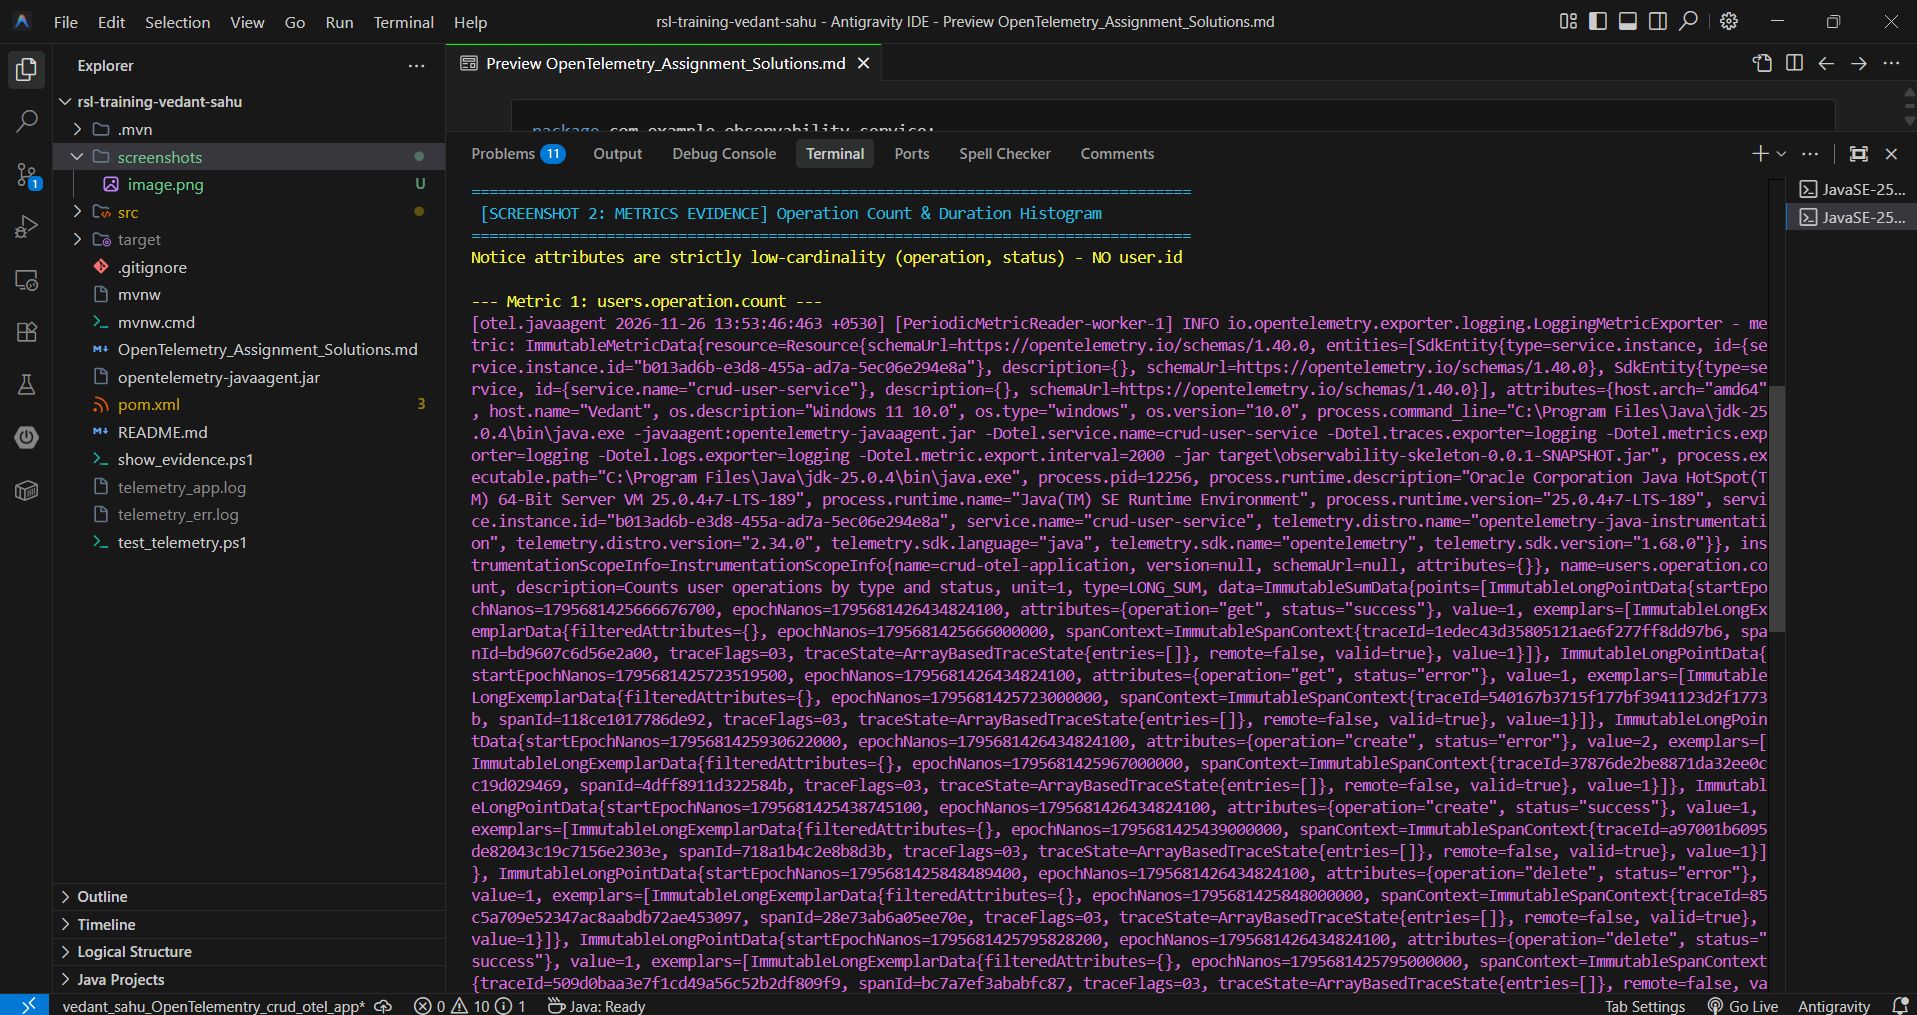 File Edit Selection View Go Run Terminal Help
rsl-training-vedant-sahu - Antigravity IDE - Preview OpenTelemetry_Assignment_Solutions.md
Explorer
rsl-training-vedant-sahu
.mvn
screenshots
image.png U
src
target
.gitignore
mvnw
mvnw.cmd
OpenTelemetry_Assignment_Solutions.md
opentelemetry-javaagent.jar
pom.xml 3
README.md
show_evidence.ps1
telemetry_app.log
telemetry_err.log
test_telemetry.ps1
Outline
Timeline
Logical Structure
Java Projects
Preview OpenTelemetry_Assignment_Solutions.md
package com.example.observability.service;
Problems 11 Output Debug Console Terminal Ports Spell Checker Comments
JavaSE-25...
JavaSE-25...
================================================================================
[SCREENSHOT 2: METRICS EVIDENCE] Operation Count & Duration Histogram
================================================================================
Notice attributes are strictly low-cardinality (operation, status) - NO user.id
--- Metric 1: users.operation.count ---
[otel.javaagent 2026-11-26 13:53:46:463 +0530] [PeriodicMetricReader-worker-1] INFO io.opentelemetry.exporter.logging.LoggingMetricExporter - me
tric: ImmutableMetricData{resource=Resource{schemaUrl=https://opentelemetry.io/schemas/1.40.0, entities=[SdkEntity{type=service.instance, id={se
rvice.instance.id="b013ad6b-e3d8-455a-ad7a-5ec06e294e8a"}, description={}, schemaUrl=https://opentelemetry.io/schemas/1.40.0}, SdkEntity{type=se
rvice, id={service.name="crud-user-service"}, description={}, schemaUrl=https://opentelemetry.io/schemas/1.40.0}], attributes={host.arch="amd64"
, host.name="Vedant", os.description="Windows 11 10.0", os.type="windows", os.version="10.0", process.command_line="C:\Program Files\Java\jdk-25
.0.4\bin\java.exe -javaagent:opentelemetry-javaagent.jar -Dotel.service.name=crud-user-service -Dotel.traces.exporter=logging -Dotel.metrics.exp
orter=logging -Dotel.logs.exporter=logging -Dotel.metric.export.interval=2000 -jar target\observability-skeleton-0.0.1-SNAPSHOT.jar", process.ex
ecutable.path="C:\Program Files\Java\jdk-25.0.4\bin\java.exe", process.pid=12256, process.runtime.description="Oracle Corporation Java HotSpot(T
M) 64-Bit Server VM 25.0.4+7-LTS-189", process.runtime.name="Java(TM) SE Runtime Environment", process.runtime.version="25.0.4+7-LTS-189", servi
ce.instance.id="b013ad6b-e3d8-455a-ad7a-5ec06e294e8a", service.name="crud-user-service", telemetry.distro.name="opentelemetry-java-instrumentati
on", telemetry.distro.version="2.34.0", telemetry.sdk.language="java", telemetry.sdk.name="opentelemetry", telemetry.sdk.version="1.68.0"}}, ins
trumentationScopeInfo=InstrumentationScopeInfo{name=crud-otel-application, version=null, schemaUrl=null, attributes={}}, name=users.operation.co
unt, description=Counts user operations by type and status, unit=1, type=LONG_SUM, data=ImmutableSumData{points=[ImmutableLongPointData{startEpo
chNanos=1795681425666676700, epochNanos=1795681426434824100, attributes={operation="get", status="success"}, value=1, exemplars=[ImmutableLongEx
emplarData{filteredAttributes={}, epochNanos=1795681425666000000, spanContext=ImmutableSpanContext{traceId=1edec43d35805121ae6f277ff8dd97b6, spa
nId=bd9607c6d56e2a00, traceFlags=03, traceState=ArrayBasedTraceState{entries=[]}, remote=false, valid=true}, value=1}]}, ImmutableLongPointData{
startEpochNanos=1795681425723519500, epochNanos=1795681426434824100, attributes={operation="get", status="error"}, value=1, exemplars=[Immutable
LongExemplarData{filteredAttributes={}, epochNanos=1795681425723000000, spanContext=ImmutableSpanContext{traceId=540167b3715f177bf3941123d2f1773
b, spanId=118ce1017786de92, traceFlags=03, traceState=ArrayBasedTraceState{entries=[]}, remote=false, valid=true}, value=1}]}, ImmutableLongPoin
tData{startEpochNanos=1795681425930622000, epochNanos=1795681426434824100, attributes={operation="create", status="error"}, value=2, exemplars=[
ImmutableLongExemplarData{filteredAttributes={}, epochNanos=1795681425967000000, spanContext=ImmutableSpanContext{traceId=37876de2be8871da32ee0c
c19d029469, spanId=4dff8911d322584b, traceFlags=03, traceState=ArrayBasedTraceState{entries=[]}, remote=false, valid=true}, value=1}]}, Immutabl
eLongPointData{startEpochNanos=1795681425438745100, epochNanos=1795681426434824100, attributes={operation="create", status="success"}, value=1,
exemplars=[ImmutableLongExemplarData{filteredAttributes={}, epochNanos=1795681425439000000, spanContext=ImmutableSpanContext{traceId=a97001b6095
de82043c19c7156e2303e, spanId=718a1b4c2e8b8d3b, traceFlags=03, traceState=ArrayBasedTraceState{entries=[]}, remote=false, valid=true}, value=1}]
}, ImmutableLongPointData{startEpochNanos=1795681425848489400, epochNanos=1795681426434824100, attributes={operation="delete", status="error"},
value=1, exemplars=[ImmutableLongExemplarData{filteredAttributes={}, epochNanos=1795681425848000000, spanContext=ImmutableSpanContext{traceId=85
c5a709e52347ac8aabdb72ae453097, spanId=28e73ab6a05ee70e, traceFlags=03, traceState=ArrayBasedTraceState{entries=[]}, remote=false, valid=true},
value=1}]}, ImmutableLongPointData{startEpochNanos=1795681425795828200, epochNanos=1795681426434824100, attributes={operation="delete", status="
success"}, value=1, exemplars=[ImmutableLongExemplarData{filteredAttributes={}, epochNanos=1795681425795000000, spanContext=ImmutableSpanContext
{traceId=509d0baa3e7f1cd49a56c52b2df809f9, spanId=bc7a7ef3ababfc87, traceFlags=03, traceState=ArrayBasedTraceState{entries=[]}, remote=false, va
vedant_sahu_OpenTelementry_crud_otel_app* 0 10 1 Java: Ready
Tab Settings Go Live Antigravity